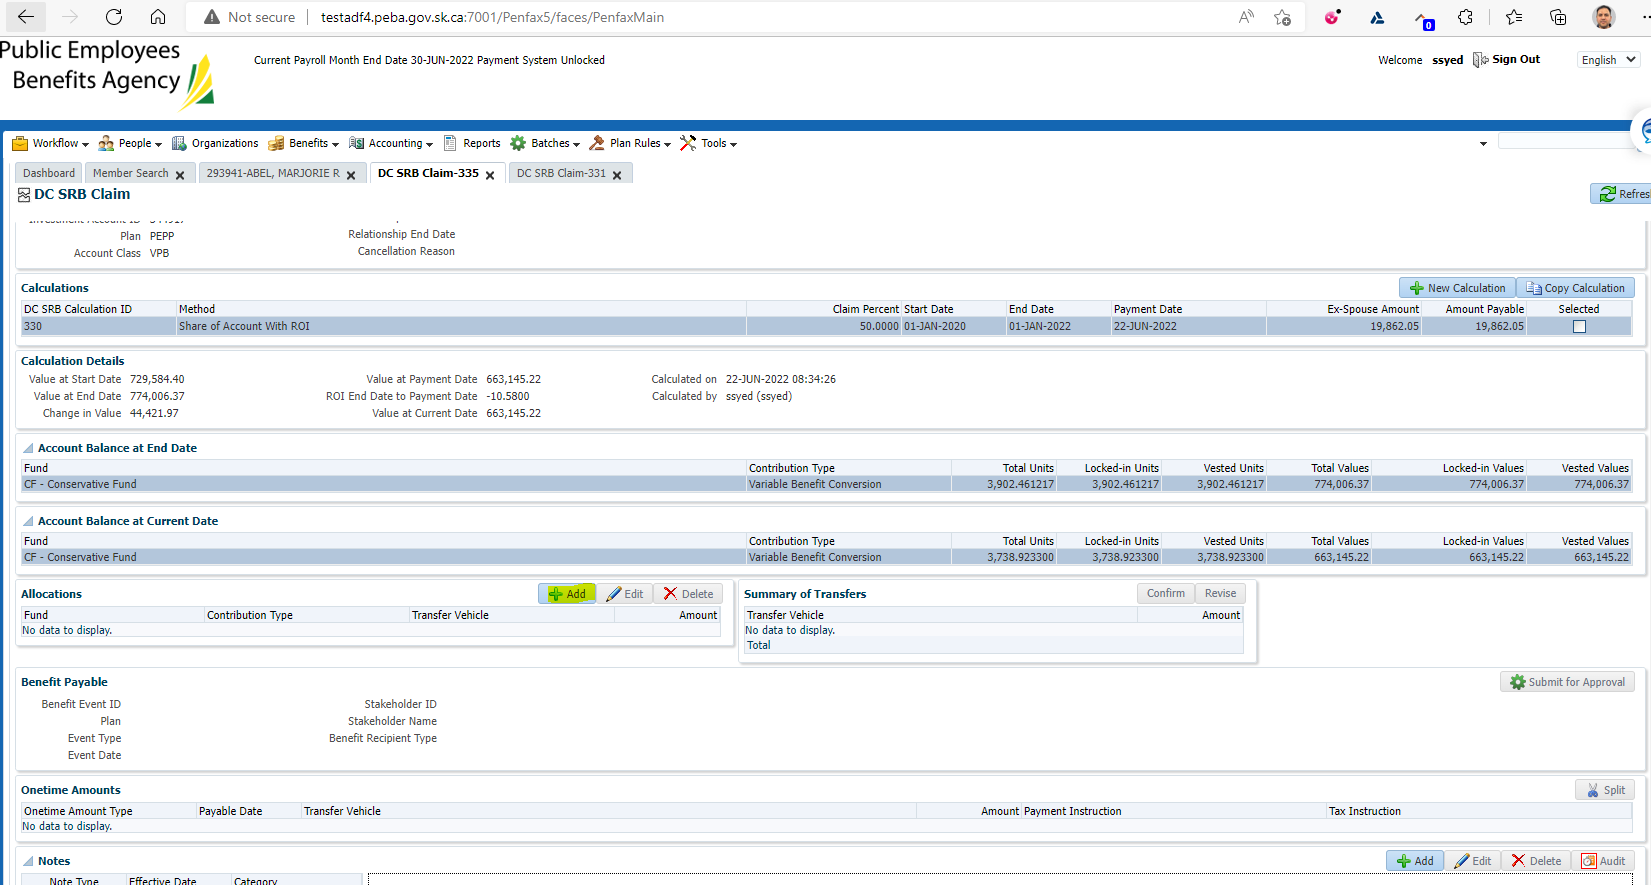 Not secure | testadf4.peba.gov.sk.ca:7001/Penfax5/faces/PenfaxMain
0
Public Employees
Benefits Agency
Current Payroll Month End Date 30-JUN-2022 Payment System Unlocked
Welcome ssyed Sign Out English
Workflow People Organizations Benefits Accounting Reports Batches Plan Rules Tools
Dashboard Member Search 293941-ABEL, MARJORIE R DC SRB Claim-335 DC SRB Claim-331
DC SRB Claim Refres
Plan PEPP Relationship End Date
Account Class VPB Cancellation Reason
Calculations New Calculation Copy Calculation
DC SRB Calculation ID Method Claim Percent Start Date End Date Payment Date Ex-Spouse Amount Amount Payable Selected
330 Share of Account With ROI 50.0000 01-JAN-2020 01-JAN-2022 22-JUN-2022 19,862.05 19,862.05
Calculation Details
Value at Start Date 729,584.40 Value at Payment Date 663,145.22 Calculated on 22-JUN-2022 08:34:26
Value at End Date 774,006.37 ROI End Date to Payment Date -10.5800 Calculated by ssyed (ssyed)
Change in Value 44,421.97 Value at Current Date 663,145.22
Account Balance at End Date
Fund Contribution Type Total Units Locked-in Units Vested Units Total Values Locked-in Values Vested Values
CF - Conservative Fund Variable Benefit Conversion 3,902.461217 3,902.461217 3,902.461217 774,006.37 774,006.37 774,006.37
Account Balance at Current Date
Fund Contribution Type Total Units Locked-in Units Vested Units Total Values Locked-in Values Vested Values
CF - Conservative Fund Variable Benefit Conversion 3,738.923300 3,738.923300 3,738.923300 663,145.22 663,145.22 663,145.22
Allocations Add Edit Delete Summary of Transfers Confirm Revise
Fund Contribution Type Transfer Vehicle Amount Transfer Vehicle Amount
No data to display. No data to display.
Total
Benefit Payable Submit for Approval
Benefit Event ID Stakeholder ID
Plan Stakeholder Name
Event Type Benefit Recipient Type
Event Date
Onetime Amounts Split
Onetime Amount Type Payable Date Transfer Vehicle Amount Payment Instruction Tax Instruction
No data to display.
Notes Add Edit Delete Audit
Note Type Effective Date Category